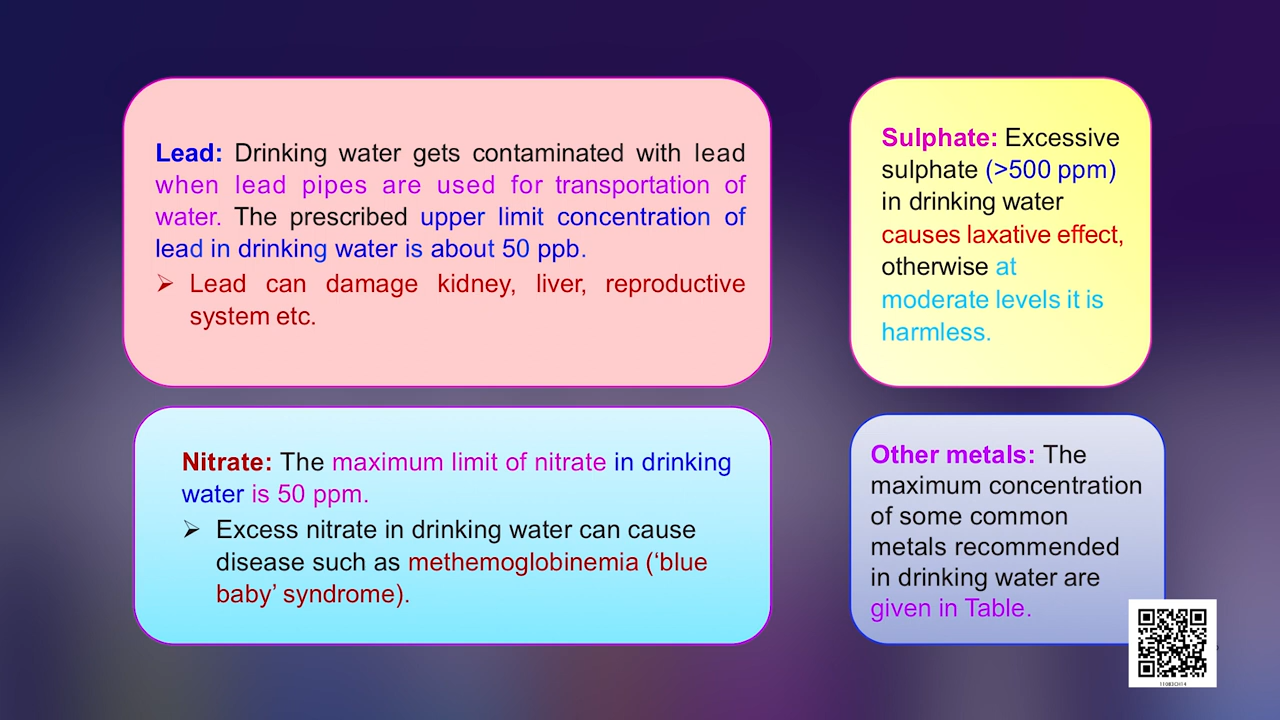 Lead: Drinking water gets contaminated with lead
when lead pipes are used for transportation of
water. The prescribed upper limit concentration of
lead in drinking water is about 50 ppb.
➢ Lead can damage kidney, liver, reproductive
system etc.
Sulphate: Excessive
sulphate (>500 ppm)
in drinking water
causes laxative effect,
otherwise at
moderate levels it is
harmless.
Nitrate: The maximum limit of nitrate in drinking
water is 50 ppm.
➢ Excess nitrate in drinking water can cause
disease such as methemoglobinemia (‘blue
baby’ syndrome).
Other metals: The
maximum concentration
of some common
metals recommended
in drinking water are
given in Table.